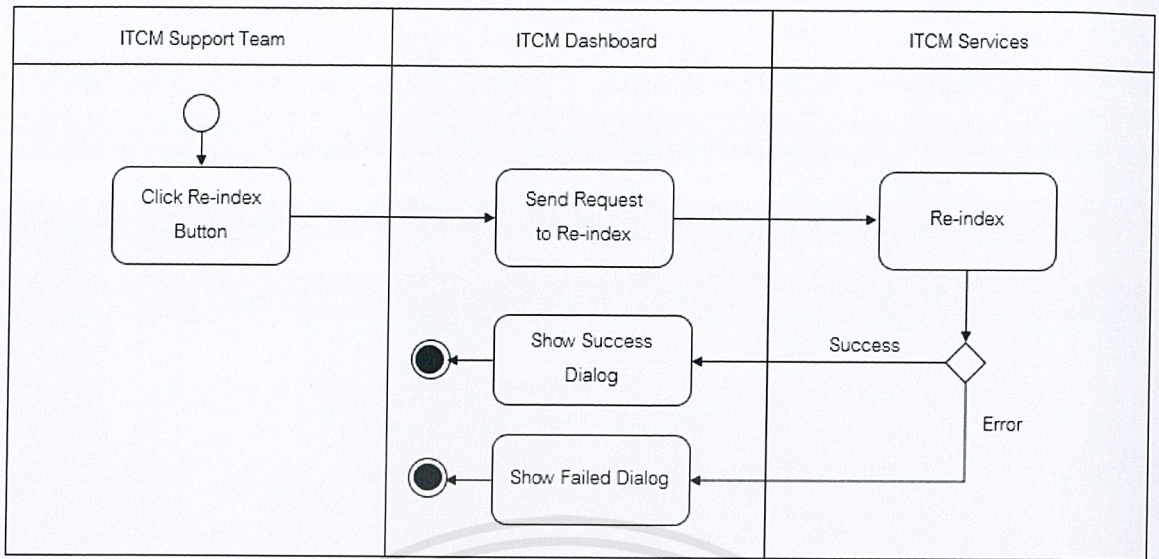 ITCM Support Team
ITCM Dashboard
ITCM Services
Click Re-index
Button
Send Request
to Re-index
Re-index
Show Success
Dialog
Success
Error
Show Failed Dialog